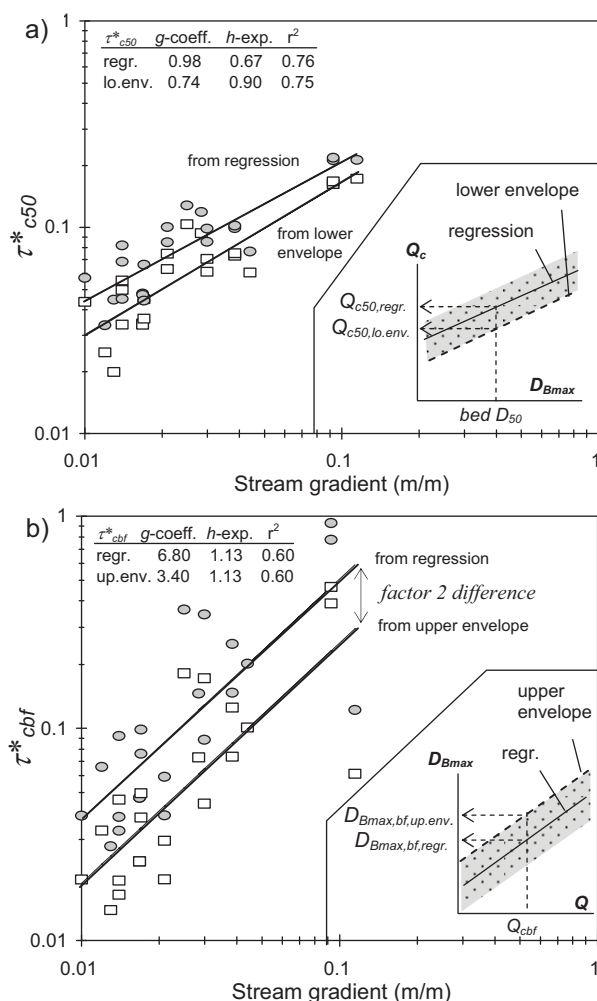 a)
τ*c50 g-coeff. h-exp. r²
regr. 0.98 0.67 0.76
lo.env. 0.74 0.90 0.75
1
0.1
0.01
τ*c50
from regression
from lower
envelope
lower envelope
regression
Qc
Qc50,regr.
Qc50,lo.env.
DBmax
bed D50
0.01 0.1 1
Stream gradient (m/m)
b)
τ*cbf g-coeff. h-exp. r²
regr. 6.80 1.13 0.60
up.env. 3.40 1.13 0.60
1
0.1
0.01
τ*cbf
from regression
factor 2 difference
from upper envelope
upper
envelope
regr.
DBmax
DBmax,bf,up.env.
DBmax,bf,regr.
Q
Qcbf
0.01 0.1 1
Stream gradient (m/m)